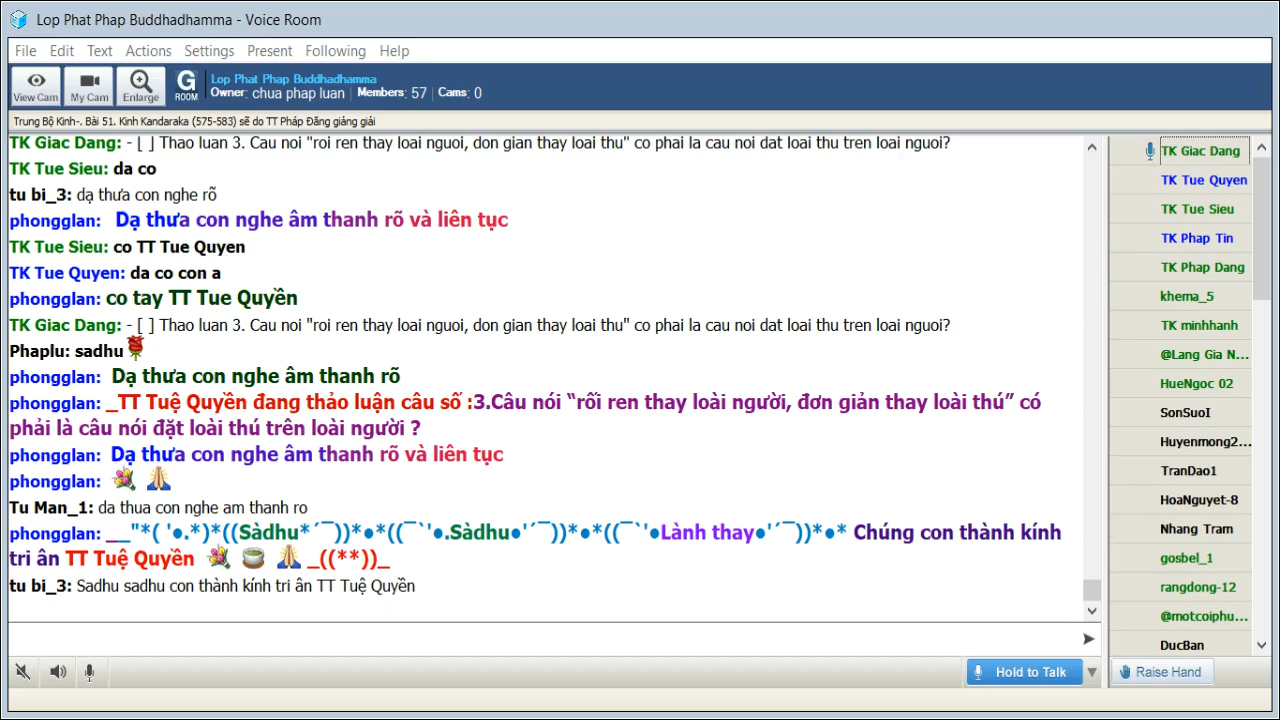 Lop Phat Phap Buddhadhamma - Voice Room
File Edit Text Actions Settings Present Following Help
View Cam My Cam Enlarge G ROOM Lop Phat Phap Buddhadhamma
Owner: chua phap luan Members: 57 Cams: 0
Trung Bộ Kinh-. Bài 51. Kinh Kandaraka (575-583) sẽ do TT Pháp Đăng giảng giải
TK Giac Dang: - [ ] Thao luan 3. Cau noi "roi ren thay loai nguoi, don gian thay loai thu" co phai la cau noi dat loai thu tren loai nguoi?
TK Tue Sieu: da co
tu bi_3: dạ thưa con nghe rõ
phongglan: Dạ thưa con nghe âm thanh rõ và liên tục
TK Tue Sieu: co TT Tue Quyen
TK Tue Quyen: da co con a
phongglan: co tay TT Tue Quyền
TK Giac Dang: - [ ] Thao luan 3. Cau noi "roi ren thay loai nguoi, don gian thay loai thu" co phai la cau noi dat loai thu tren loai nguoi?
Phaplu: sadhu
phongglan: Dạ thưa con nghe âm thanh rõ
phongglan: _TT Tuệ Quyền đang thảo luận câu số :3.Câu nói “rối ren thay loài người, đơn giản thay loài thú” có
phải là câu nói đặt loài thú trên loài người ?
phongglan: Dạ thưa con nghe âm thanh rõ và liên tục
phongglan:
Tu Man_1: da thua con nghe am thanh ro
phongglan: __"*( '●.*)*((Sàdhu*´¯))*●*((¯`'●.Sàdhu●'´¯))*●*((¯`'●Lành thay●'´¯))*●* Chúng con thành kính
tri ân TT Tuệ Quyền _((**))_
tu bi_3: Sadhu sadhu con thành kính tri ân TT Tuệ Quyền
TK Giac Dang
TK Tue Quyen
TK Tue Sieu
TK Phap Tin
TK Phap Dang
khema_5
TK minhhanh
@Lang Gia N...
HueNgoc 02
SonSuoI
Huyenmong2...
TranDao1
HoaNguyet-8
Nhang Tram
gosbel_1
rangdong-12
@motcoiphu...
DucBan
Hold to Talk
Raise Hand